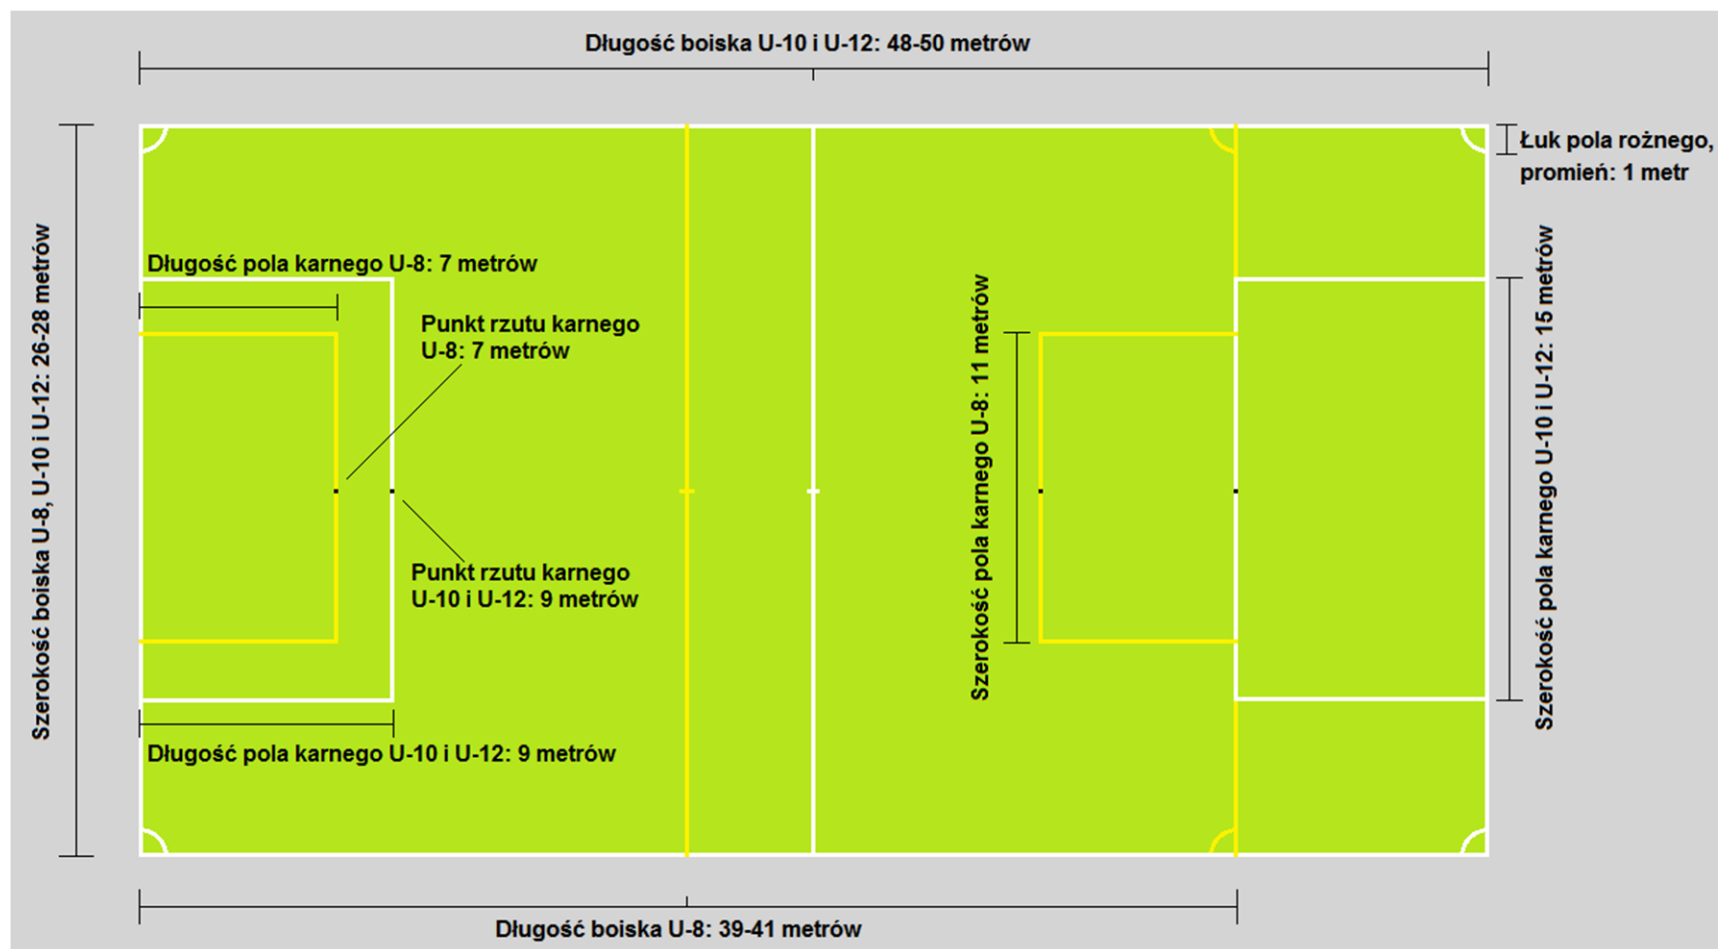 Długość boiska U-10 i U-12: 48-50 metrów
Łuk pola rożnego,
promień: 1 metr
Szerokość boiska U-8, U-10 i U-12: 26-28 metrów
Długość pola karnego U-8: 7 metrów
Punkt rzutu karnego
U-8: 7 metrów
Szerokość pola karnego U-8: 11 metrów
Szerokość pola karnego U-10 i U-12: 15 metrów
Punkt rzutu karnego
U-10 i U-12: 9 metrów
Długość pola karnego U-10 i U-12: 9 metrów
Długość boiska U-8: 39-41 metrów